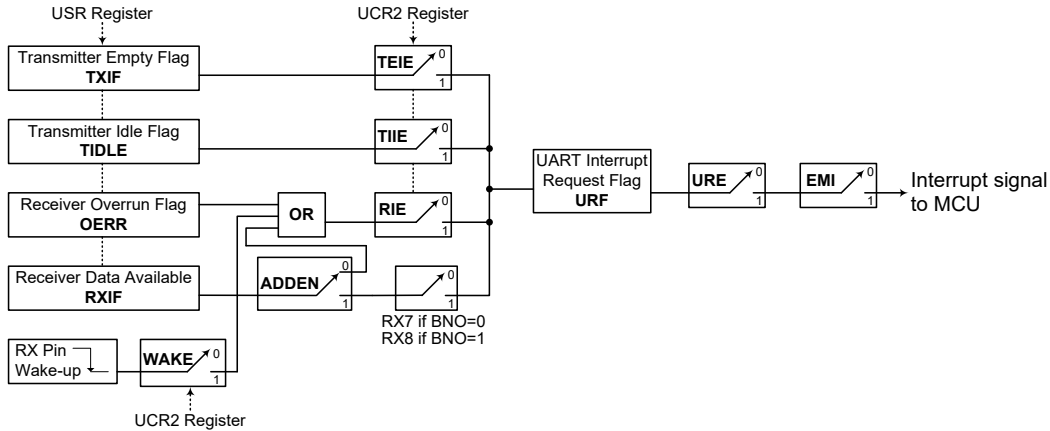 USR Register
UCR2 Register
Transmitter Empty Flag
TXIF
TEIE
0
1
Transmitter Idle Flag
TIDLE
TIIE
0
1
UART Interrupt
Request Flag
URF
URE
0
1
EMI
0
1
Interrupt signal
to MCU
Receiver Overrun Flag
OERR
OR
RIE
0
1
Receiver Data Available
RXIF
ADDEN
0
1
0
1
RX7 if BNO=0
RX8 if BNO=1
RX Pin
Wake-up
WAKE
0
1
UCR2 Register